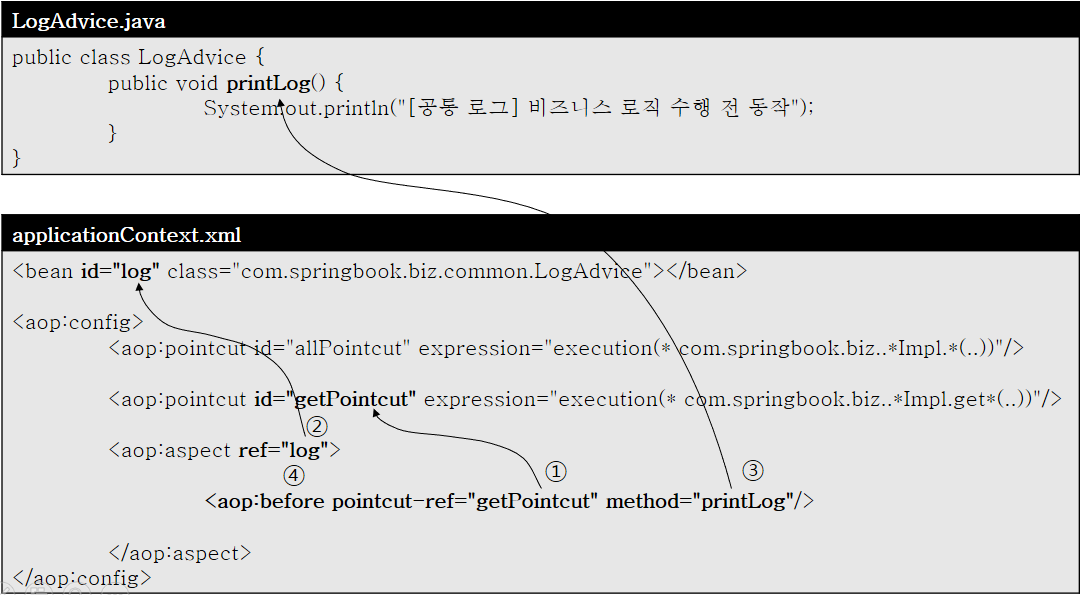 LogAdvice.java
public class LogAdvice {
public void printLog() {
System.out.println("[공통 로그] 비즈니스 로직 수행 전 동작");
}
}
applicationContext.xml
<bean id="log" class="com.springbook.biz.common.LogAdvice"></bean>
<aop:config>
<aop:pointcut id="allPointcut" expression="execution(* com.springbook.biz..*Impl.*(..))"/>
<aop:pointcut id="getPointcut" expression="execution(* com.springbook.biz..*Impl.get*(..))"/>
②
<aop:aspect ref="log">
④ ① ③
<aop:before pointcut-ref="getPointcut" method="printLog"/>
</aop:aspect>
</aop:config>